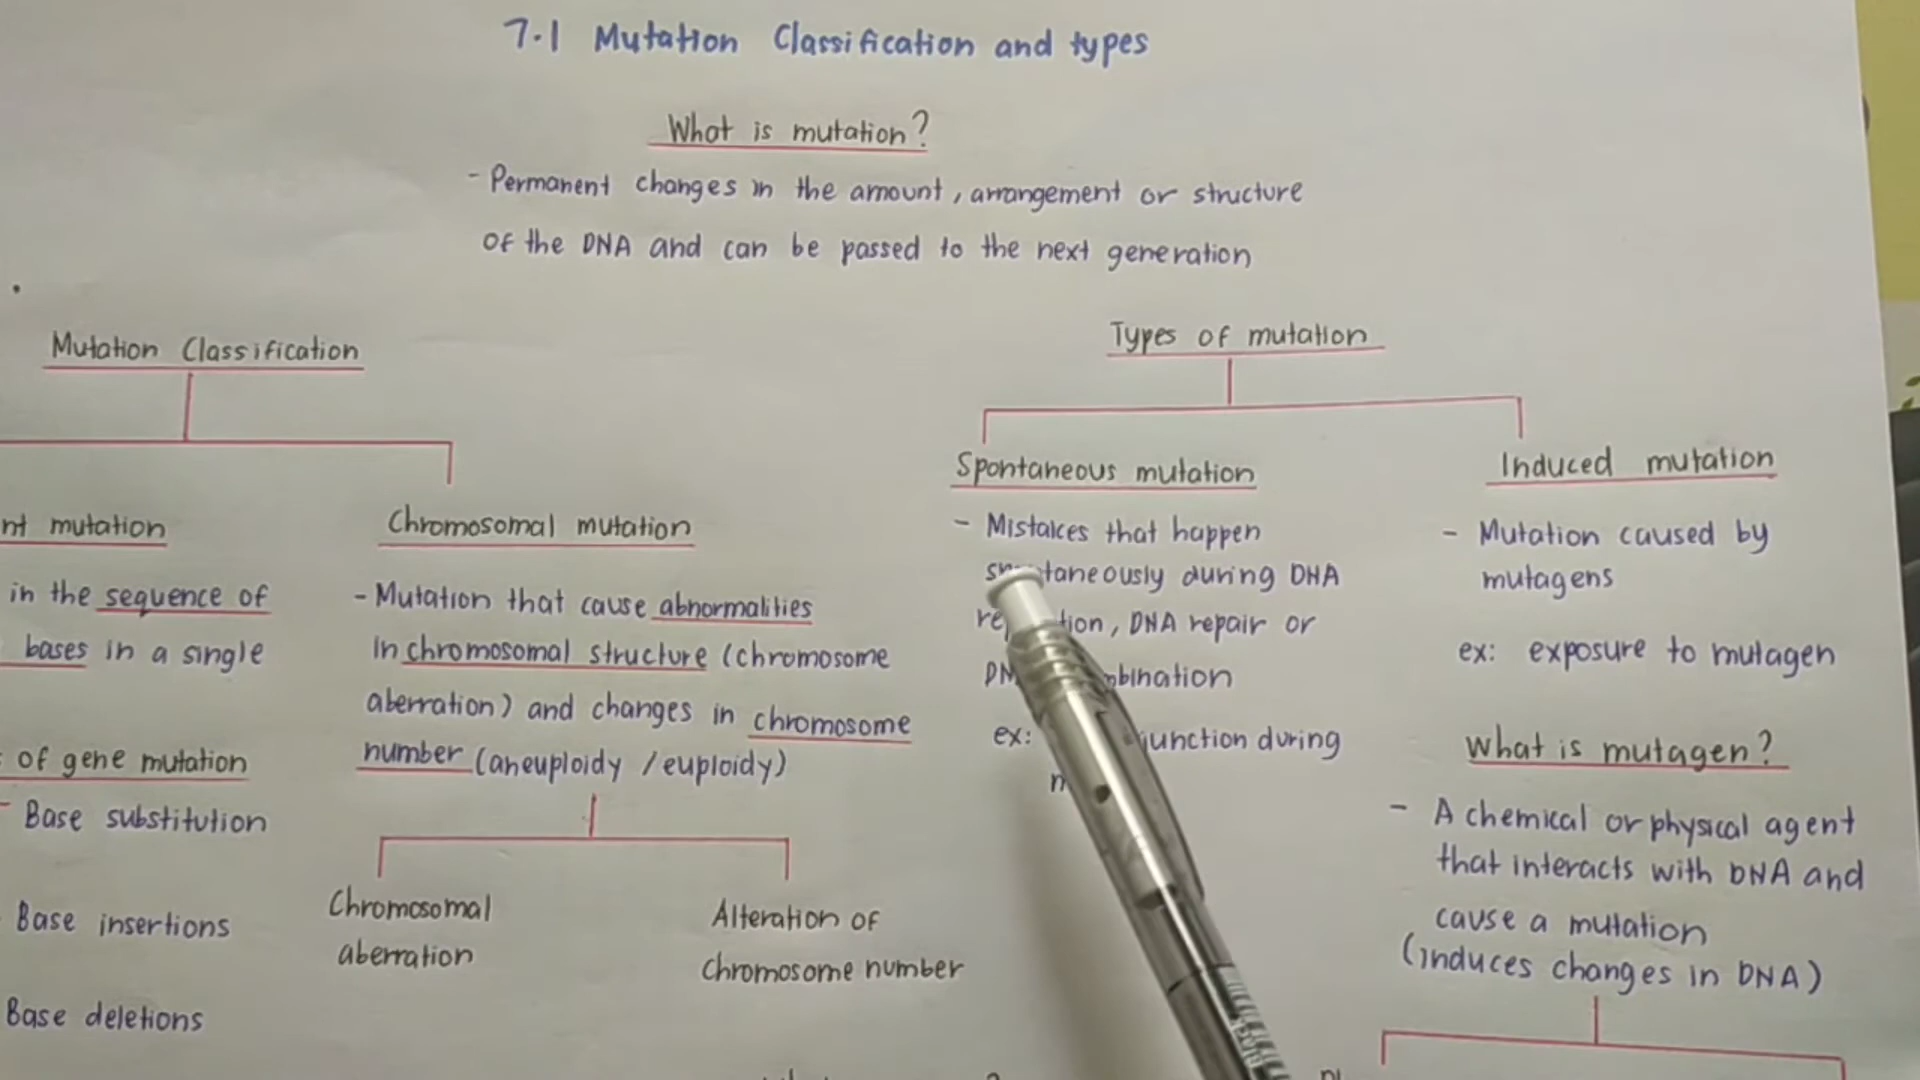 7.1 Mutation Classification and types
What is mutation?
- Permanent changes in the amount, arrangement or structure
of the DNA and can be passed to the next generation
Mutation Classification
nt mutation
in the sequence of
bases in a single
of gene mutation
- Base substitution
Base insertions
Base deletions
Chromosomal mutation
- Mutation that cause abnormalities
in chromosomal structure (chromosome
aberration) and changes in chromosome
number (aneuploidy / euploidy)
Chromosomal
aberration
Alteration of
Chromosome number
Types of mutation
Spontaneous mutation
- Mistakes that happen
taneously during DNA
tion, DNA repair or
bination
ex: junction during
Induced mutation
- Mutation caused by
mutagens
ex: exposure to mutagen
What is mutagen?
- A chemical or physical agent
that interacts with DNA and
cause a mutation
(induces changes in DNA)